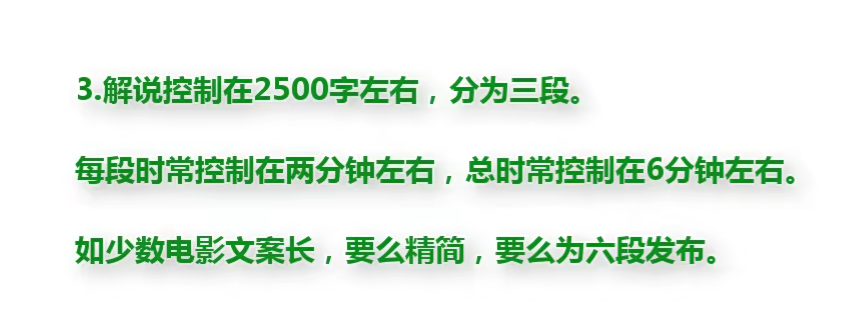 3.解说控制在2500字左右，分为三段。
每段时常控制在两分钟左右，总时常控制在6分钟左右。
如少数电影文案长，要么精简，要么为六段发布。